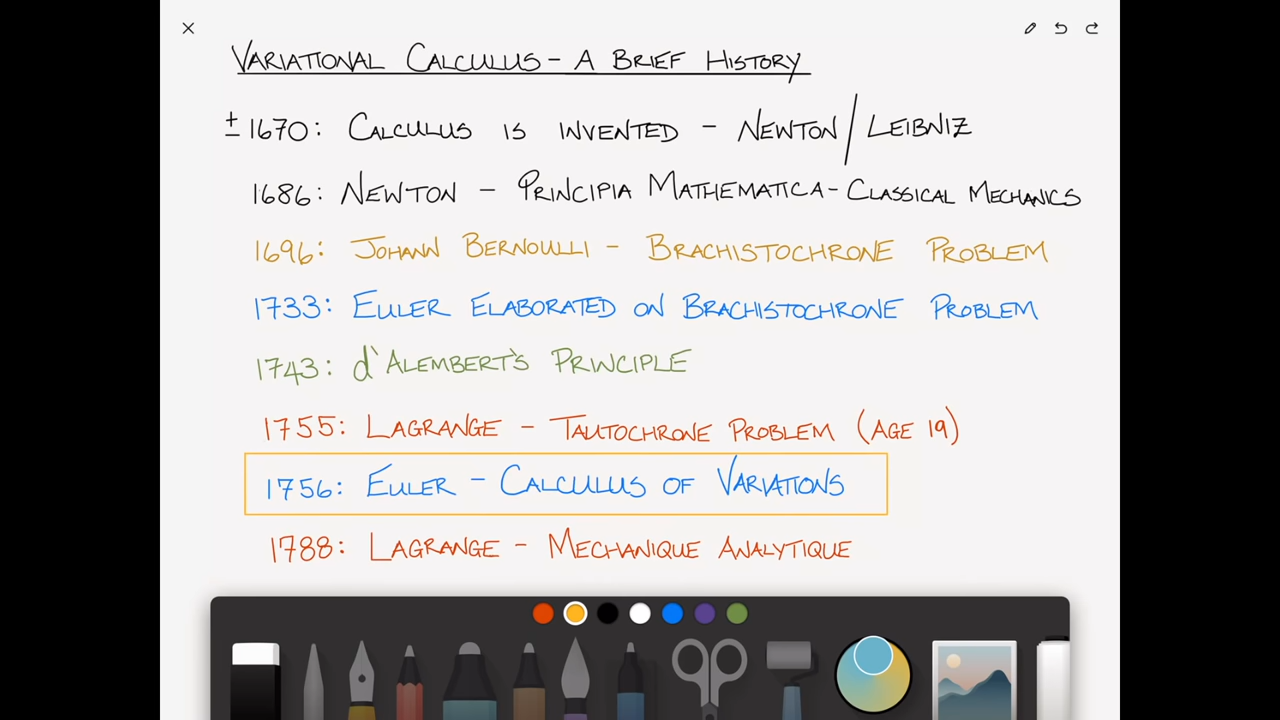 VARIATIONAL CALCULUS - A BRIEF HISTORY
± 1670: CALCULUS IS INVENTED - NEWTON / LEIBNIZ
1686: NEWTON - PRINCIPIA MATHEMATICA - CLASSICAL MECHANICS
1696: JOHANN BERNOULLI - BRACHISTOCHRONE PROBLEM
1733: EULER ELABORATED ON BRACHISTOCHRONE PROBLEM
1743: d'ALEMBERT'S PRINCIPLE
1755: LAGRANGE - TAUTOCHRONE PROBLEM (AGE 19)
1756: EULER - CALCULUS OF VARIATIONS
1788: LAGRANGE - MECHANIQUE ANALYTIQUE